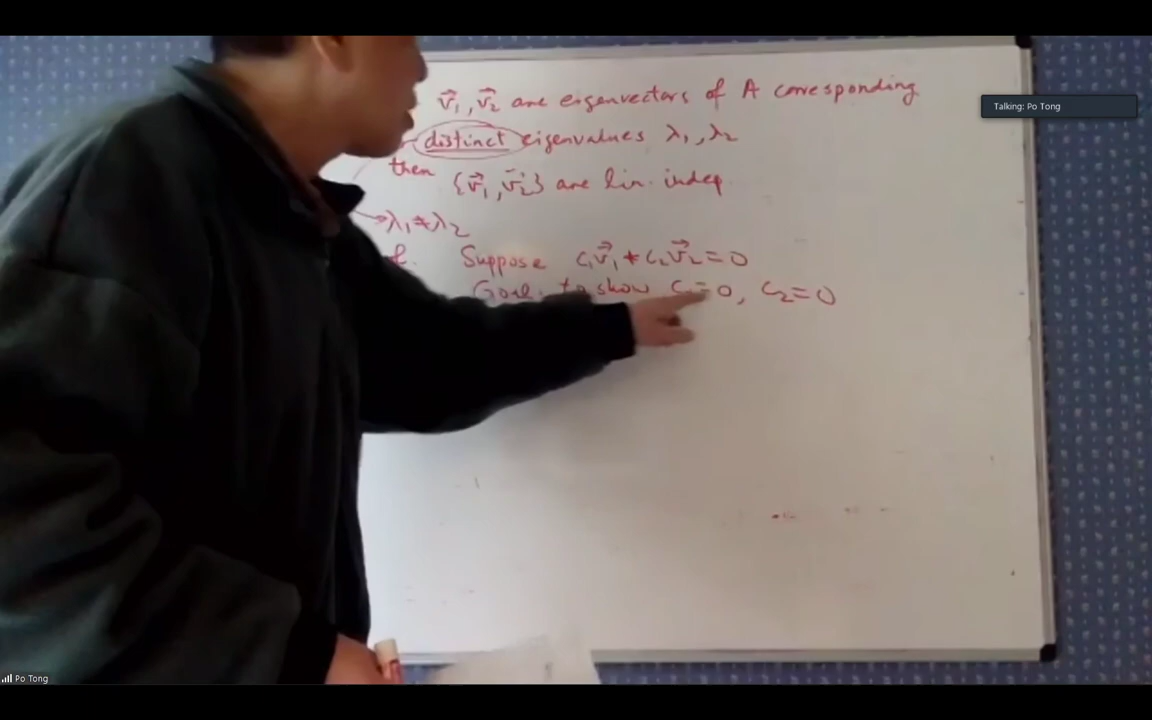 v⃗₁, v⃗₂ are eigenvectors of A corresponding
Talking: Po Tong
distinct eigenvalues λ₁, λ₂
then {v⃗₁, v⃗₂} are lin. indep.
→ λ₁ ≠ λ₂
f. Suppose c₁v⃗₁ + c₂v⃗₂ = 0
Goal: to show c₁ = 0, c₂ = 0
Po Tong